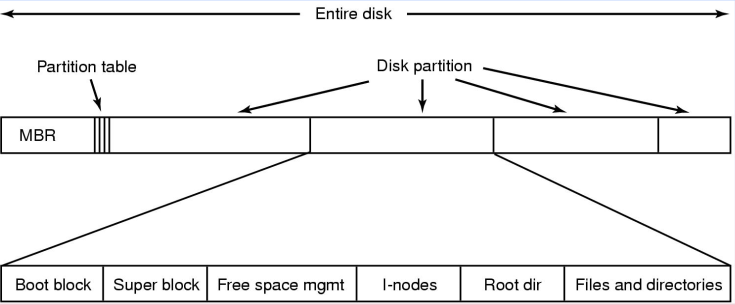 Entire disk
Partition table
Disk partition
MBR
Boot block
Super block
Free space mgmt
I-nodes
Root dir
Files and directories